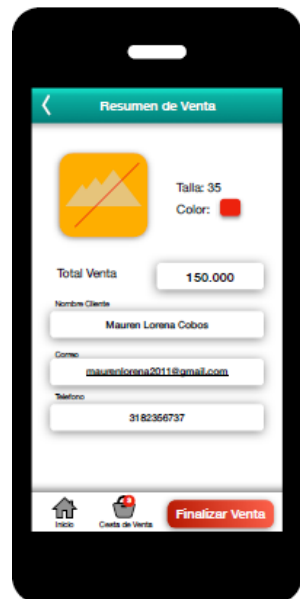 Resumen de Venta
Talla: 35
Color:
Total Venta
150.000
Nombre Cliente
Mauren Lorena Cobos
Correo
maurenlorena2011@gmail.com
Telefono
3182356737
Inicio
Cesta de Venta
Finalizar Venta